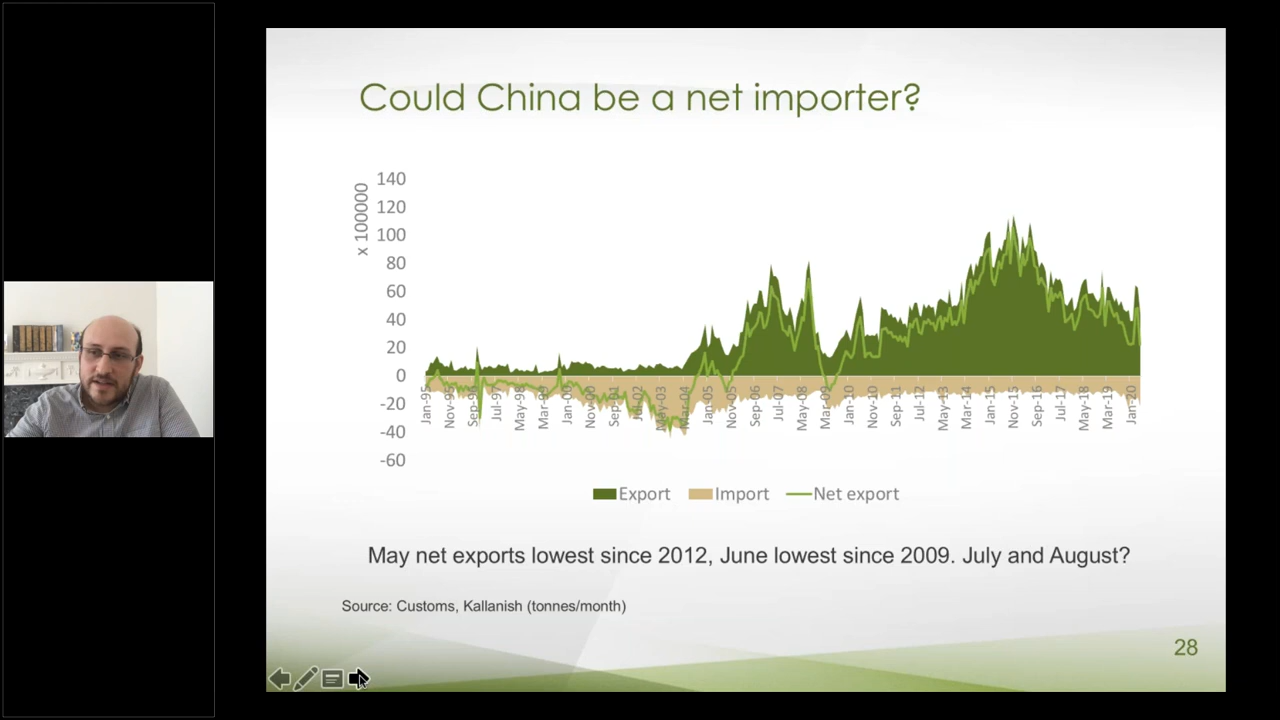 Could China be a net importer?
x 100000
140
120
100
80
60
40
20
0
-20
-40
-60
Jan-95
Nov-95
Sep-96
Jul-97
May-98
Mar-99
Jan-00
Nov-00
Sep-01
Jul-02
May-03
Mar-04
Jan-05
Nov-05
Sep-06
Jul-07
May-08
Mar-09
Jan-10
Nov-10
Sep-11
Jul-12
May-13
Mar-14
Jan-15
Nov-15
Sep-16
Jul-17
May-18
Mar-19
Jan-20
Export Import Net export
May net exports lowest since 2012, June lowest since 2009. July and August?
Source: Customs, Kallanish (tonnes/month)
28